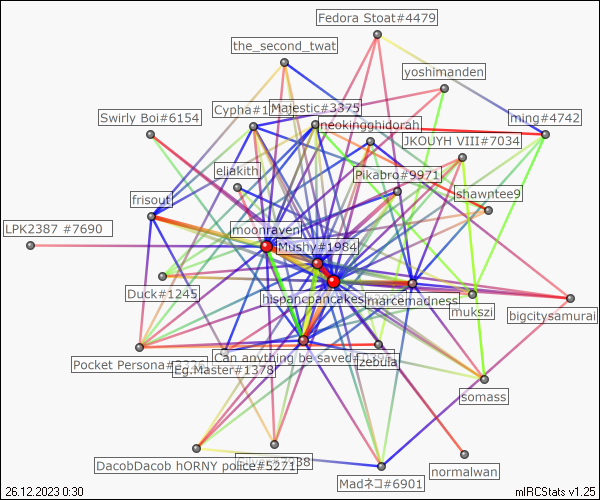 Fedora Stoat#4479
the_second_twat
yoshimanden
Majestic#3375
Swirly Boi#6154
ming#4742
neokingghidorah
JKOUYH VIII#7034
eliakith
Pikabro#9971
shawntee9
frisout
LPK2387 #7690
moonraven
Mushy#1984
Duck#1245
hispancpancakes
marcemadness
mukszi
bigcitysamurai
Can anything be saved
Pocket Persona
Eg.Master#1378
zebula
somass
DacobDacob hORNY police#5271
normalwan
Madネコ#6901
26.12.2023 0:30
mIRCStats v1.25